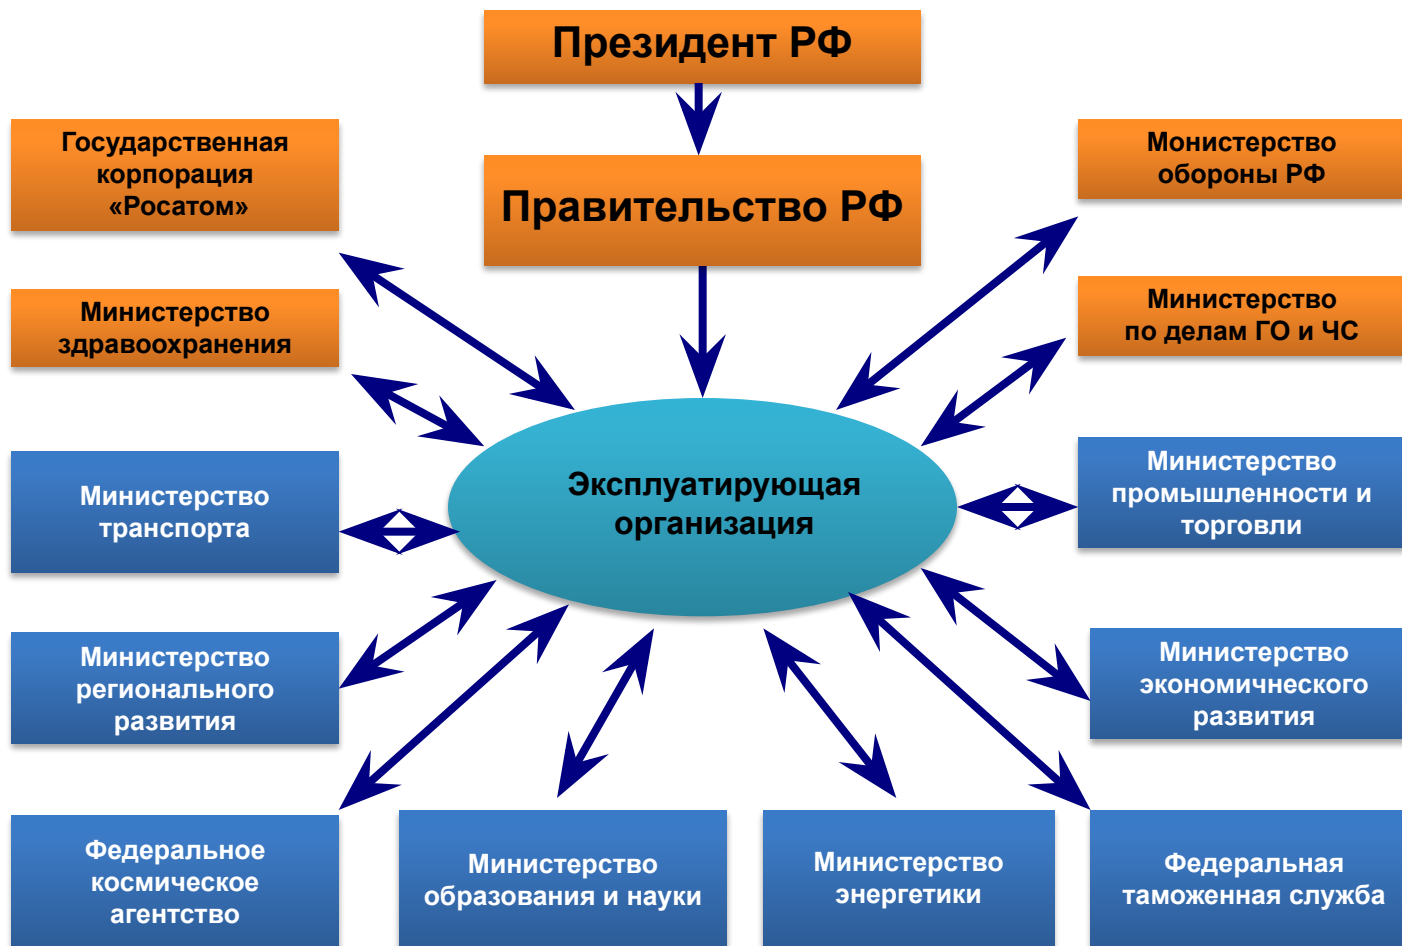 Президент РФ
Государственная
корпорация
«Росатом»
Правительство РФ
Монистерство
обороны РФ
Министерство
здравоохранения
Министерство
по делам ГО и ЧС
Эксплуатирующая
организация
Министерство
транспорта
Министерство
промышленности и
торговли
Министерство
регионального
развития
Министерство
экономичнеского
развития
Федеральное
космическое
агентство
Министерство
образования и науки
Министерство
энергетики
Федеральная
таможенная служба